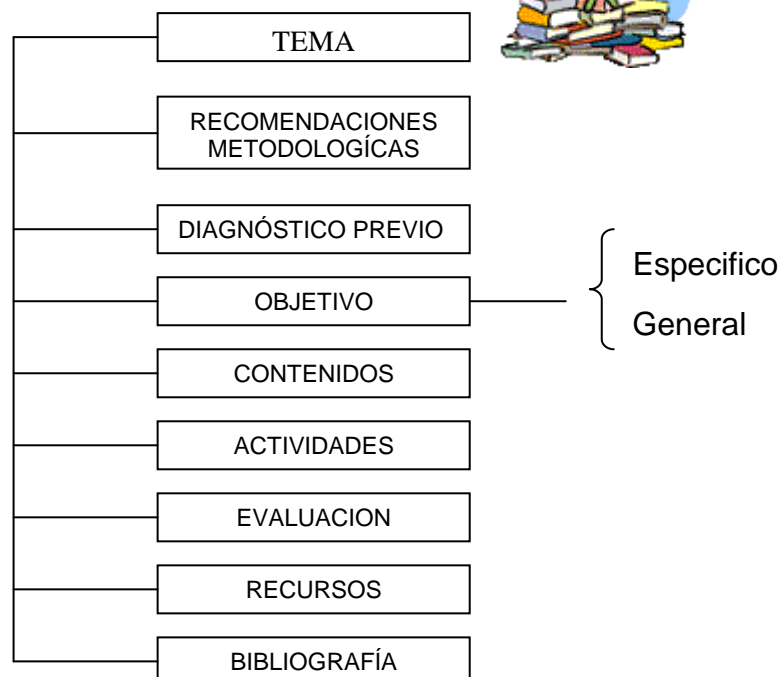 TEMA
RECOMENDACIONES
METODOLOGÍCAS
DIAGNÓSTICO PREVIO
OBJETIVO
Especifico
General
CONTENIDOS
ACTIVIDADES
EVALUACION
RECURSOS
BIBLIOGRAFÍA